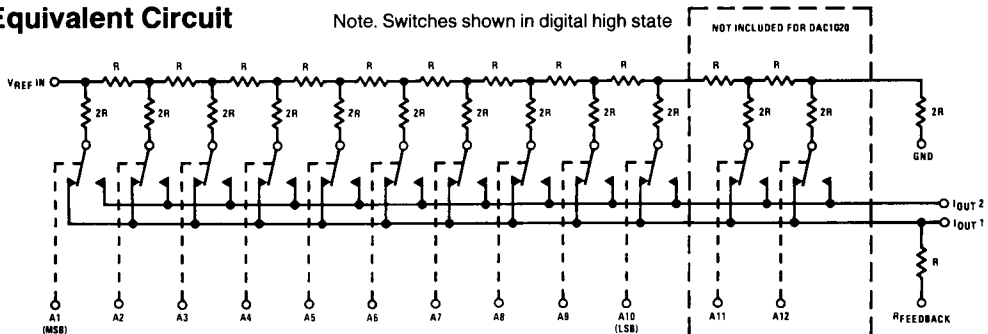 Equivalent Circuit
Note. Switches shown in digital high state
NOT INCLUDED FOR DAC1020
VREF IN
R R R R R R R R R R R
2R 2R 2R 2R 2R 2R 2R 2R 2R 2R 2R 2R 2R
GND
IOUT 2
IOUT 1
R
A1 A2 A3 A4 A5 A6 A7 A8 A9 A10 A11 A12
(MSB) (LSB)
RFEEDBACK